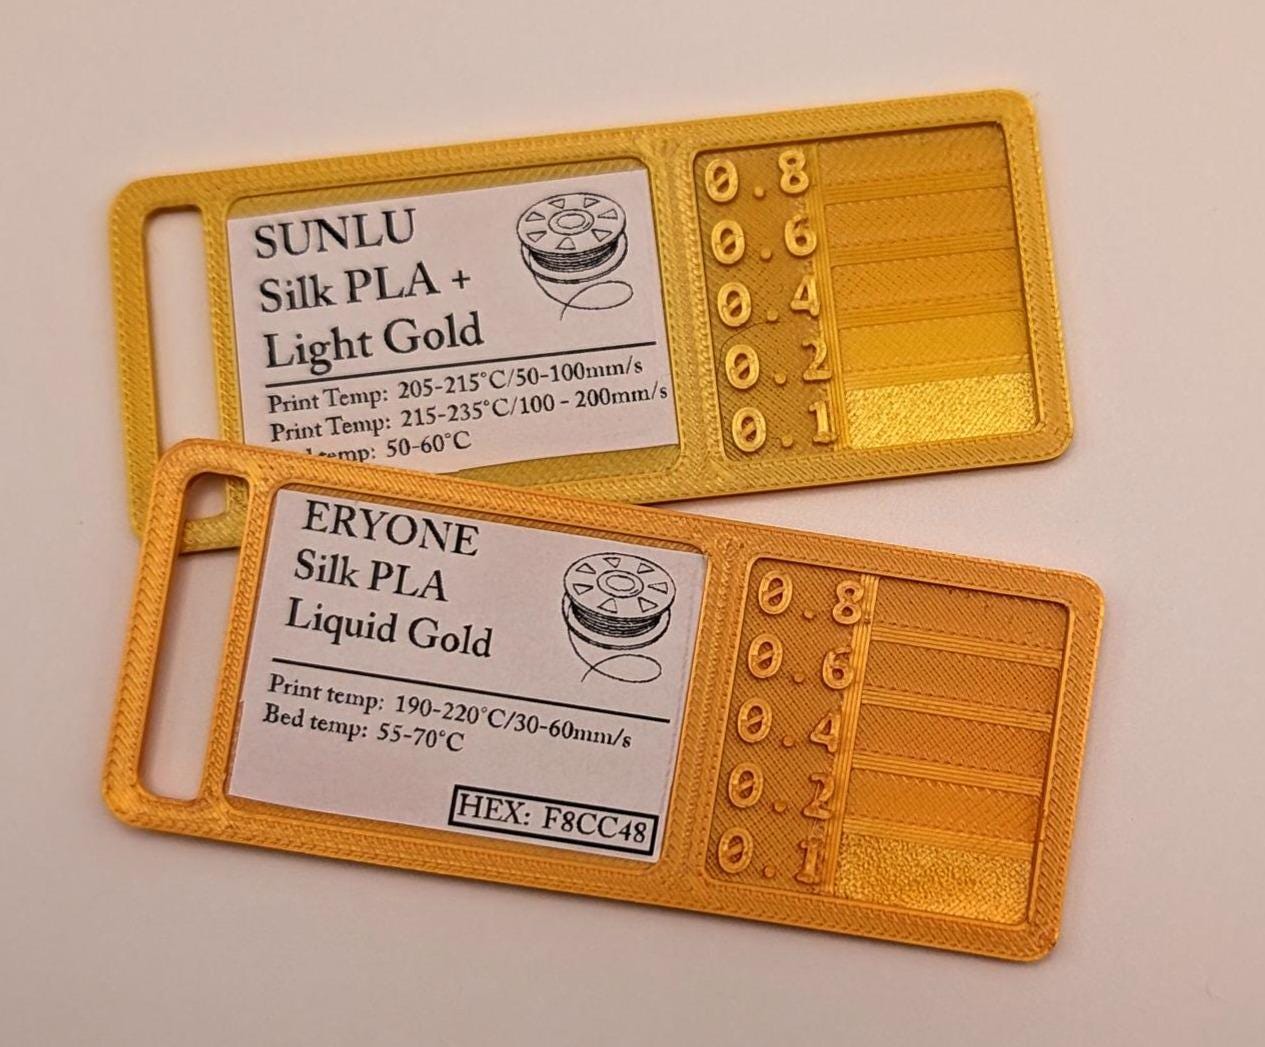 SUNLU
Silk PLA +
Light Gold
Print Temp: 205-215°C/50-100mm/s
Print Temp: 215-235°C/100 - 200mm/s
temp: 50-60°C
0.8
0.6
0.4
0.2
0.1
ERYONE
Silk PLA
Liquid Gold
Print temp: 190-220°C/30-60mm/s
Bed temp: 55-70°C
HEX: F8CC48
0.8
0.6
0.4
0.2
0.1